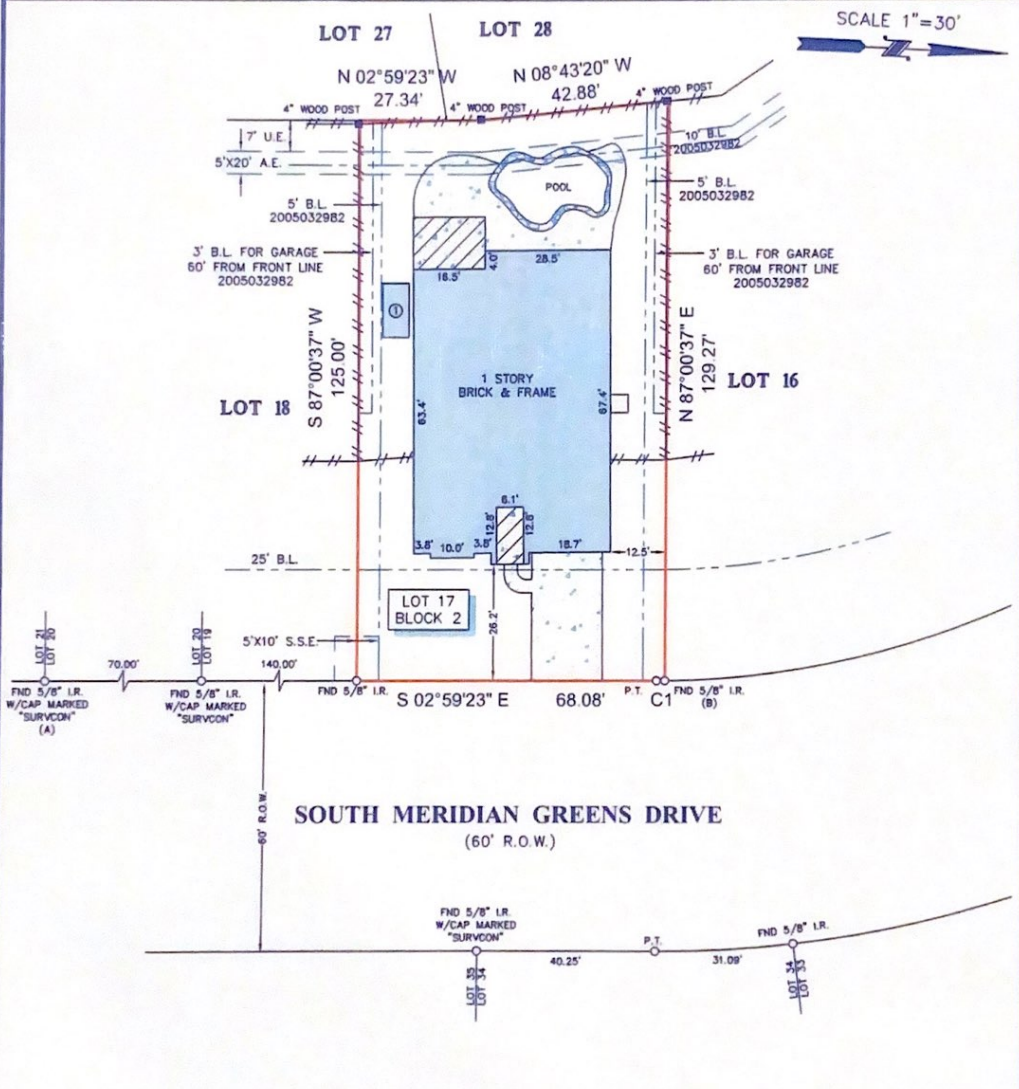 SCALE 1"=30'
LOT 27
LOT 28
N 02°59'23" W
27.34'
N 08°43'20" W
42.88'
4" WOOD POST
4" WOOD POST
4" WOOD POST
7' U.E.
5'X20' A.E.
10' B.L.
2005032982
POOL
5' B.L.
2005032982
5' B.L.
2005032982
3' B.L. FOR GARAGE
60' FROM FRONT LINE
2005032982
3' B.L. FOR GARAGE
60' FROM FRONT LINE
2005032982
4.0'
28.5'
16.5'
1
S 87°00'37" W
125.00'
N 87°00'37" E
129.27'
1 STORY
BRICK & FRAME
LOT 18
LOT 16
63.4'
67.4'
6.1'
12.8'
12.8'
3.8'
10.0'
3.8'
18.7'
12.5'
25' B.L.
LOT 17
BLOCK 2
26.2'
5'X10' S.S.E.
LOT 21
LOT 20
LOT 20
LOT 19
70.00'
140.00'
FND 5/8" I.R.
W/CAP MARKED
"SURVCON"
(A)
FND 5/8" I.R.
W/CAP MARKED
"SURVCON"
FND 5/8" I.R.
S 02°59'23" E
68.08'
P.T.
C1
FND 5/8" I.R.
(B)
60' R.O.W.
SOUTH MERIDIAN GREENS DRIVE
(60' R.O.W.)
FND 5/8" I.R.
W/CAP MARKED
"SURVCON"
P.T.
FND 5/8" I.R.
40.25'
31.09'
LOT 35
LOT 34
LOT 34
LOT 33